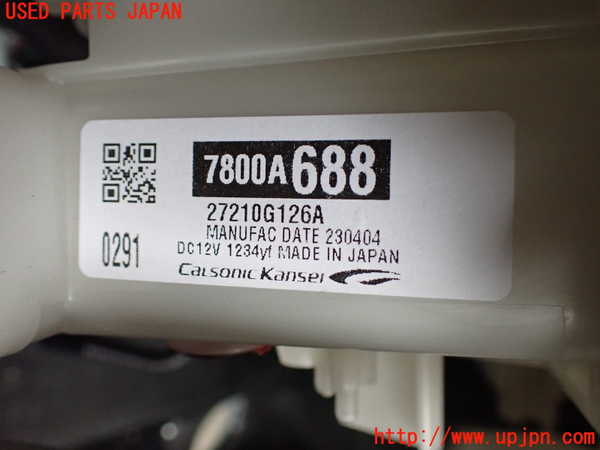 USED PARTS JAPAN
7800A688
27210G126A
MANUFAC DATE 230404
0291
DC12V 1234yf MADE IN JAPAN
Calsonic Kansei
http://www.upjpn.com/